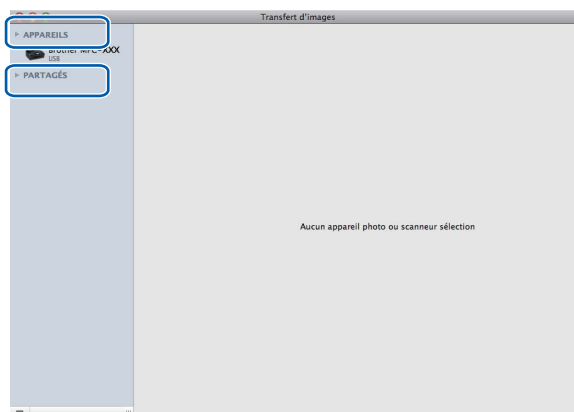 Transfert d'images
APPAREILS
Brother MFC-XXX
USB
PARTAGÉS
Aucun appareil photo ou scanneur sélection